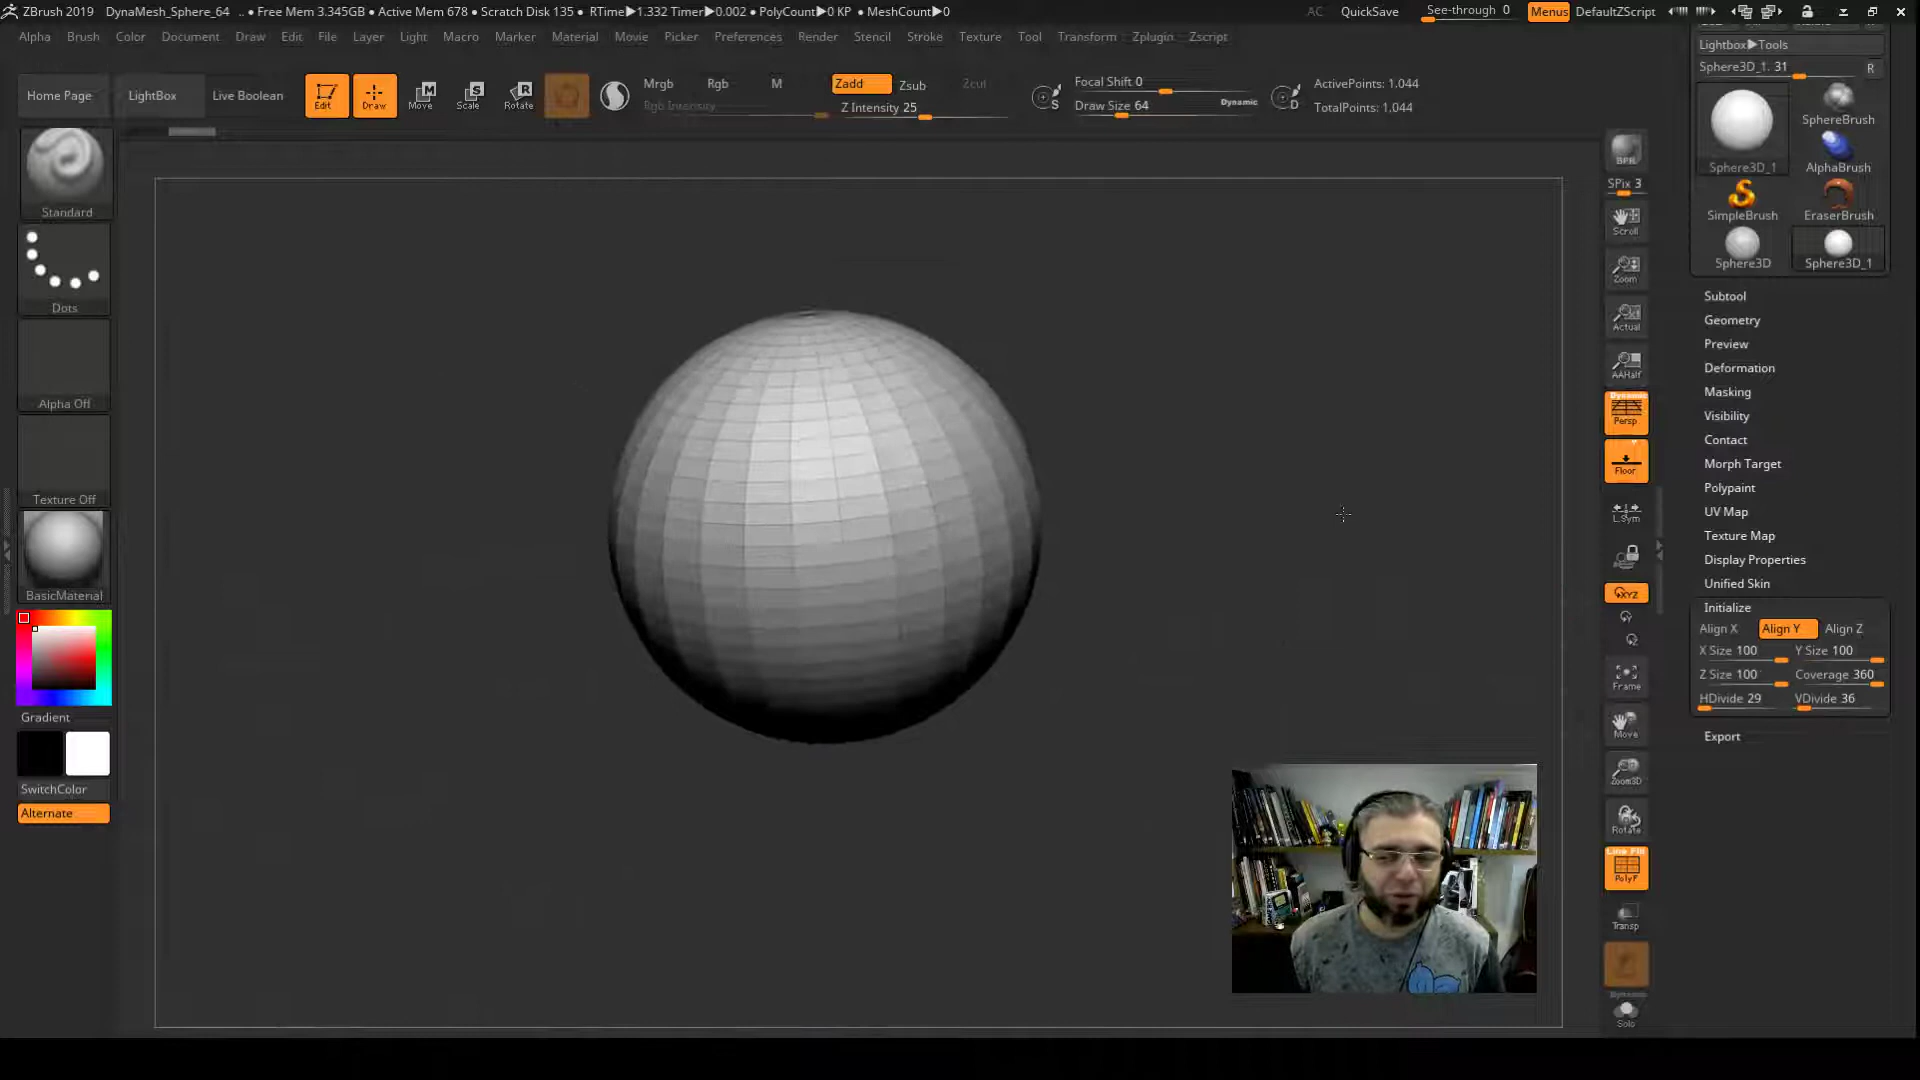 ZBrush 2019 DynaMesh_Sphere_64 .. • Free Mem 3.345GB • Active Mem 678 • Scratch Disk 135 • RTime▶1.332 Timer▶0.002 • PolyCount▶0 KP • MeshCount▶0
AC QuickSave See-through 0 Menus DefaultZScript
Alpha Brush Color Document Draw Edit File Layer Light Macro Marker Material Movie Picker Preferences Render Stencil Stroke Texture Tool Transform Zplugin Zscript
Home Page LightBox Live Boolean
Edit Draw Move Scale Rotate
Mrgb Rgb M
Rgb Intensity
Zadd Zsub Zcut
Z Intensity 25
Focal Shift 0
Draw Size 64 Dynamic
ActivePoints: 1.044
TotalPoints: 1.044
Standard
Dots
Alpha Off
Texture Off
BasicMaterial
Gradient
SwitchColor
Alternate
BPR
SPix 3
Scroll
Zoom
Actual
AAHalf
Dynamic
Persp
Floor
L.Sym
XYZ
Frame
Move
Zoom3D
Rotate
Line Fill
PolyF
Transp
Dynamic
Solo
Lightbox▶Tools
Sphere3D_1. 31 R
Sphere3D_1
SphereBrush
AlphaBrush
SimpleBrush EraserBrush
Sphere3D Sphere3D_1
Subtool
Geometry
Preview
Deformation
Masking
Visibility
Contact
Morph Target
Polypaint
UV Map
Texture Map
Display Properties
Unified Skin
Initialize
Align X Align Y Align Z
X Size 100 Y Size 100
Z Size 100 Coverage 360
HDivide 29 VDivide 36
Export